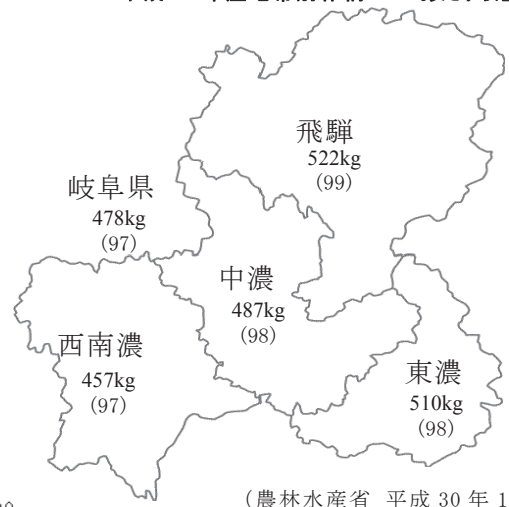 飛騨
522kg
(99)
岐阜県
478kg
(97)
中濃
487kg
(98)
西南濃
457kg
(97)
東濃
510kg
(98)
(農林水産省 平成 30 年 1